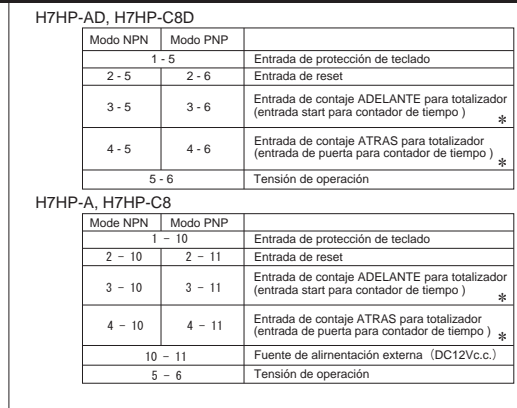 H7HP-AD, H7HP-C8D
Modo NPN Modo PNP
1 - 5 Entrada de protección de teclado
2 - 5 2 - 6 Entrada de reset
3 - 5 3 - 6 Entrada de contaje ADELANTE para totalizador
(entrada start para contador de tiempo ) *
4 - 5 4 - 6 Entrada de contaje ATRAS para totalizador
(entrada de puerta para contador de tiempo ) *
5 - 6 Tensión de operación
H7HP-A, H7HP-C8
Mode NPN Modo PNP
1 - 10 Entrada de protección de teclado
2 - 10 2 - 11 Entrada de reset
3 - 10 3 - 11 Entrada de contaje ADELANTE para totalizador
(entrada start para contador de tiempo ) *
4 - 10 4 - 11 Entrada de contaje ATRAS para totalizador
(entrada de puerta para contador de tiempo ) *
10 - 11 Fuente de alirnentación externa (DC12Vc.c.)
5 - 6 Tensión de operación